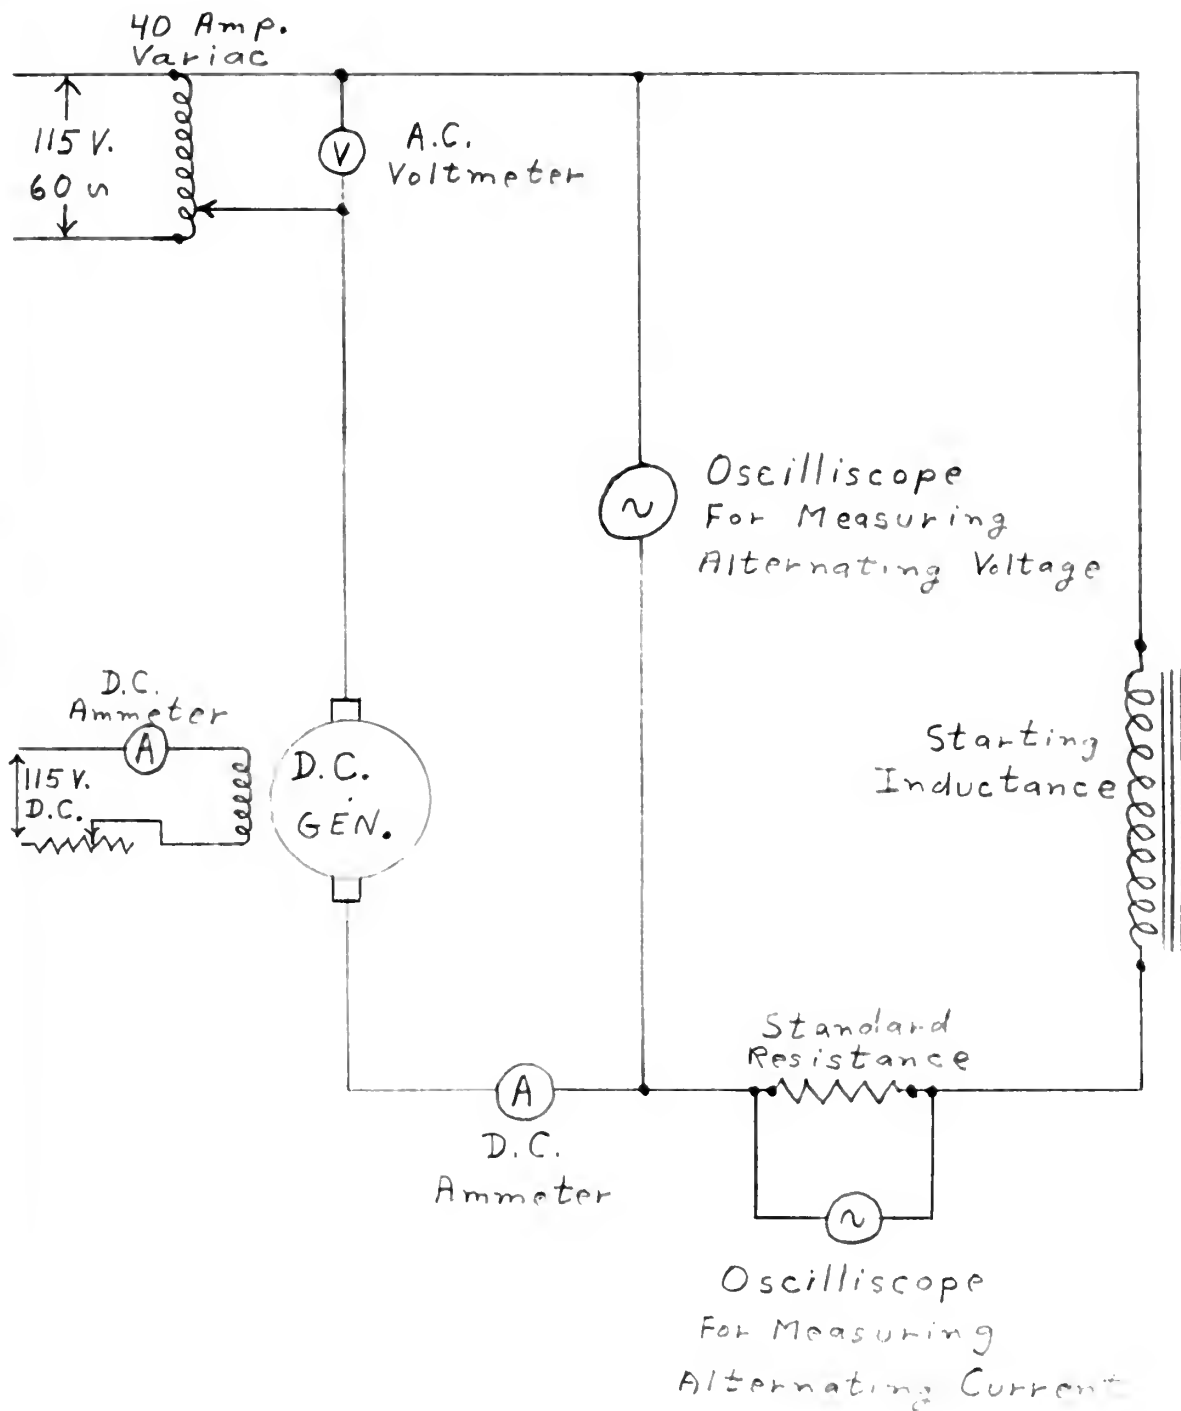 40 Amp.
Variac
115 V.
60 ~
A.C.
Voltmeter
V
Oscilliscope
For Measuring
Alternating Voltage
~
D.C.
Ammeter
A
115 V.
D.C.
D.C.
GEN.
Starting
Inductance
Standard
Resistance
A
D.C.
Ammeter
~
Oscilliscope
For Measuring
Alternating Current